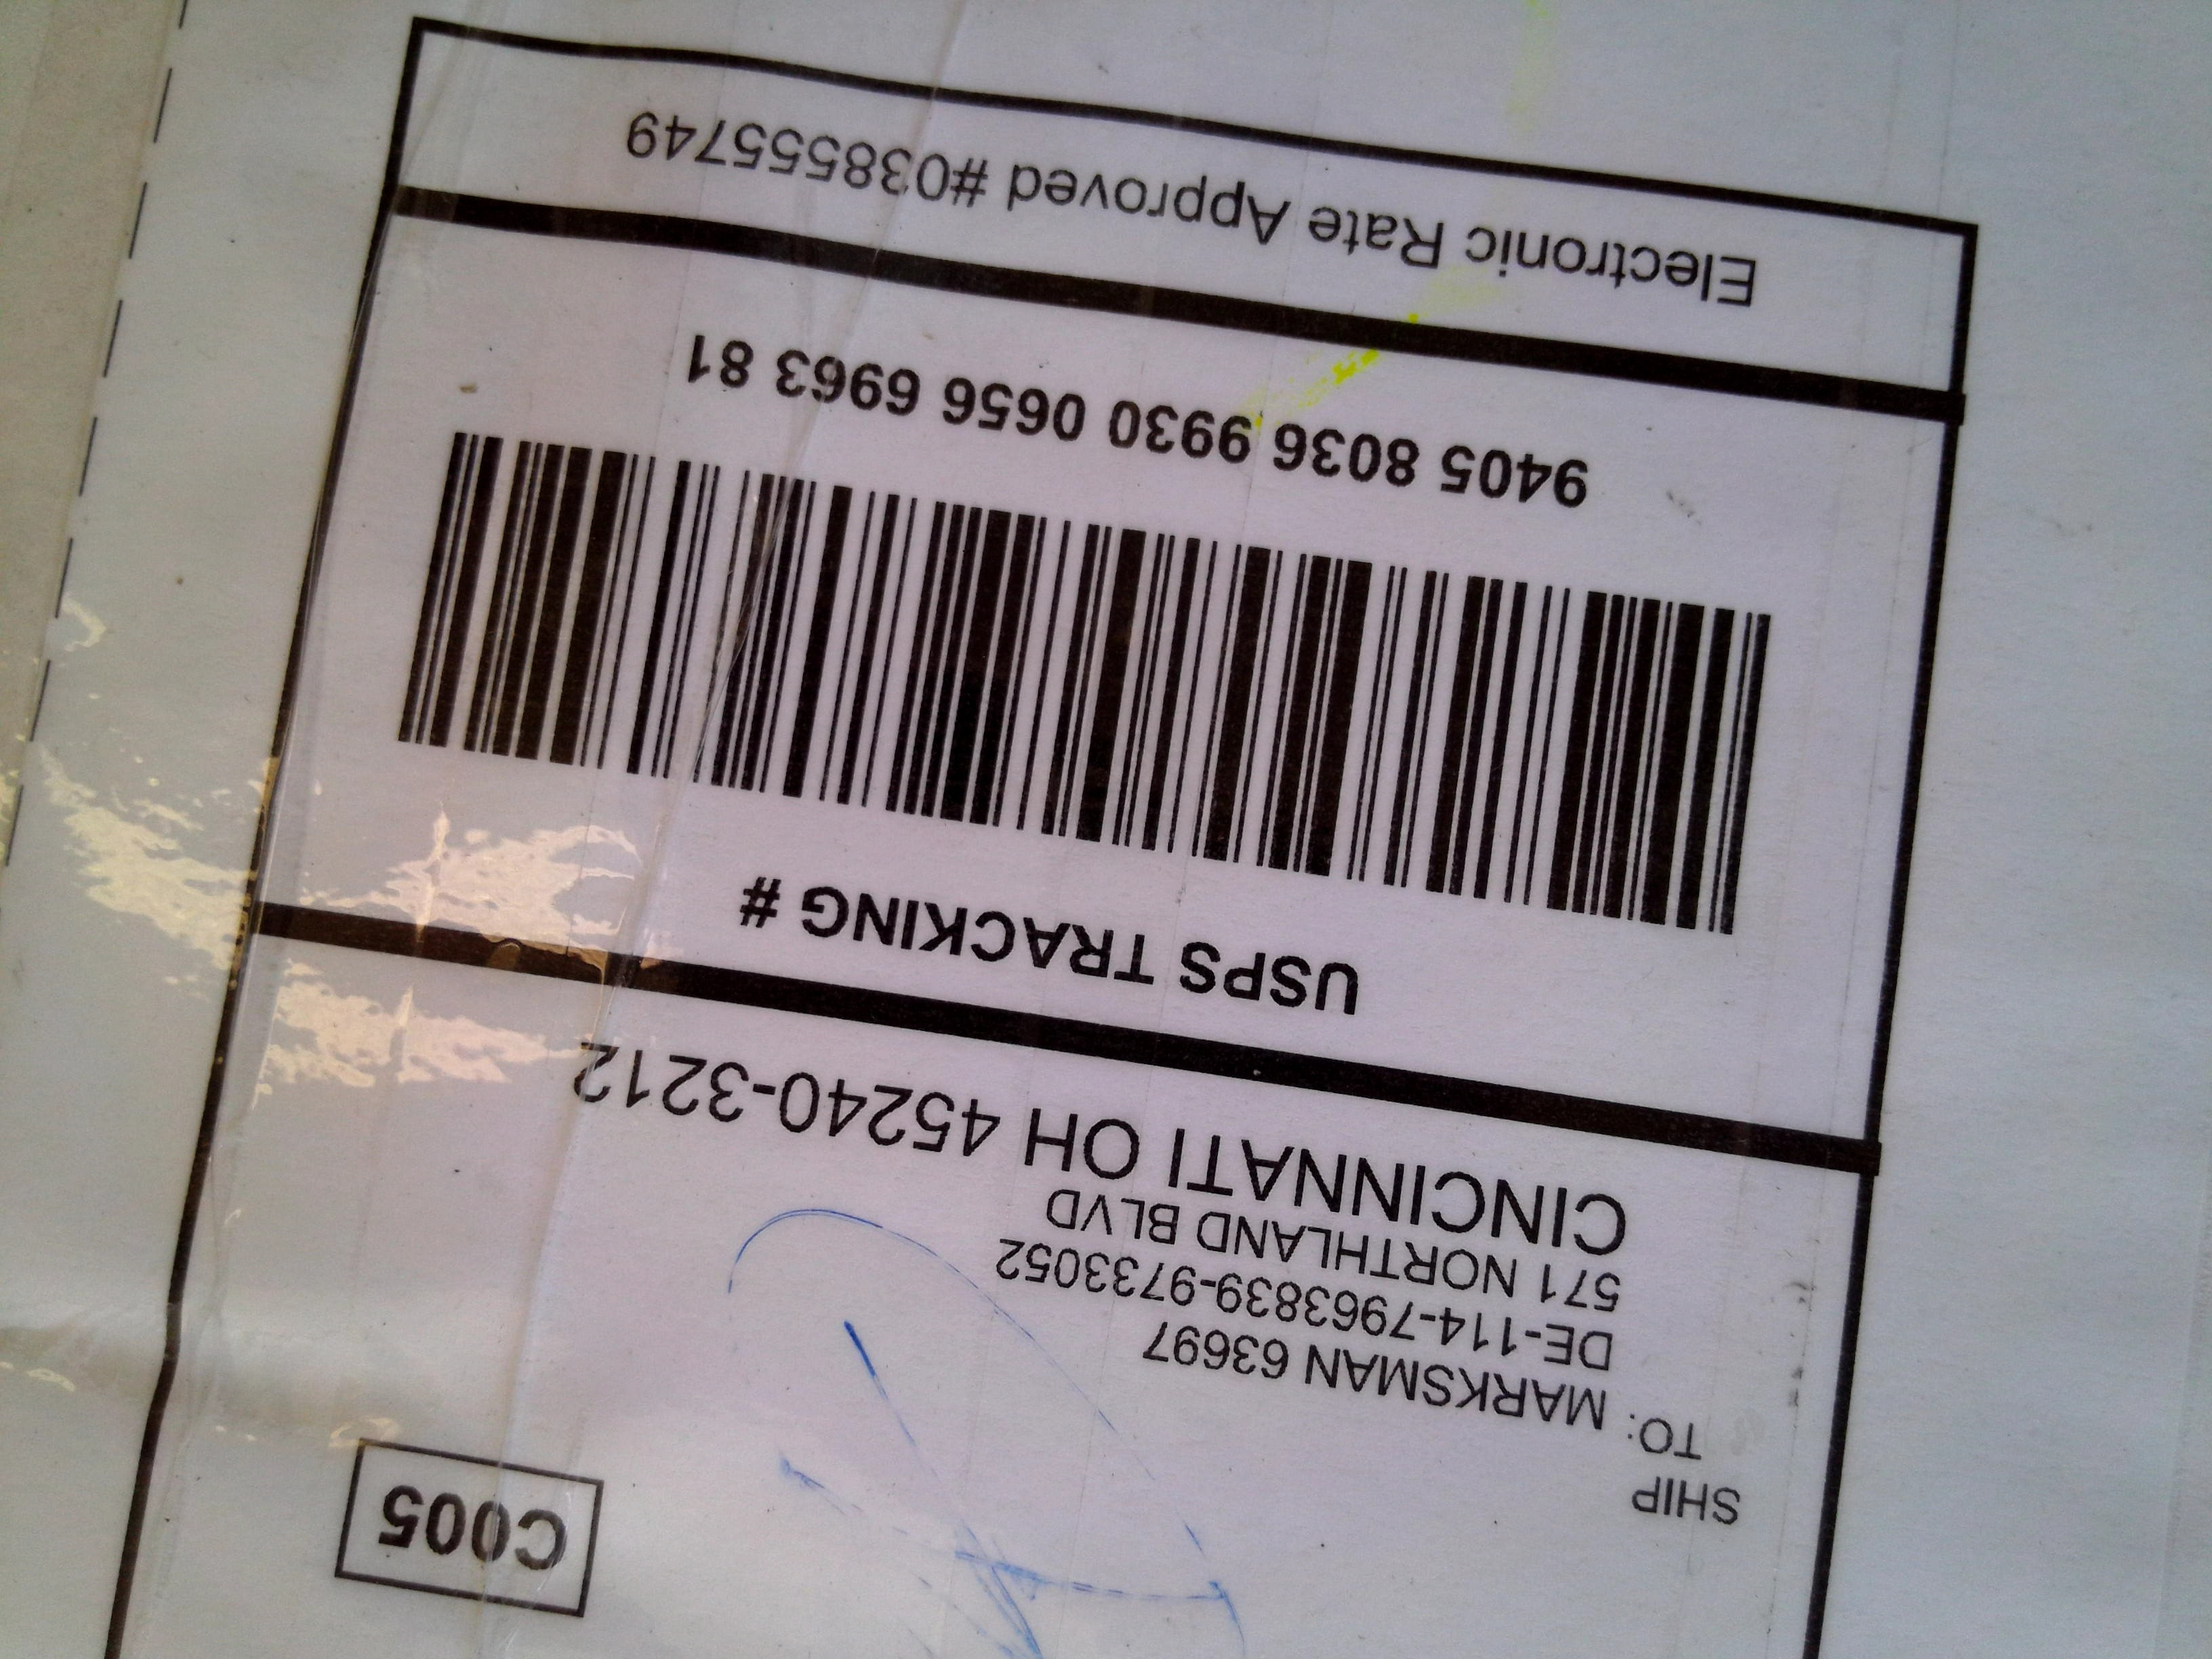 C005
SHIP
TO: MARKSMAN 63697
DE-114-7963839-9733052
571 NORTHLAND BLVD
CINCINNATI OH 45240-3212
USPS TRACKING #
9405 8036 9930 0656 6963 81
Electronic Rate Approved #038555749